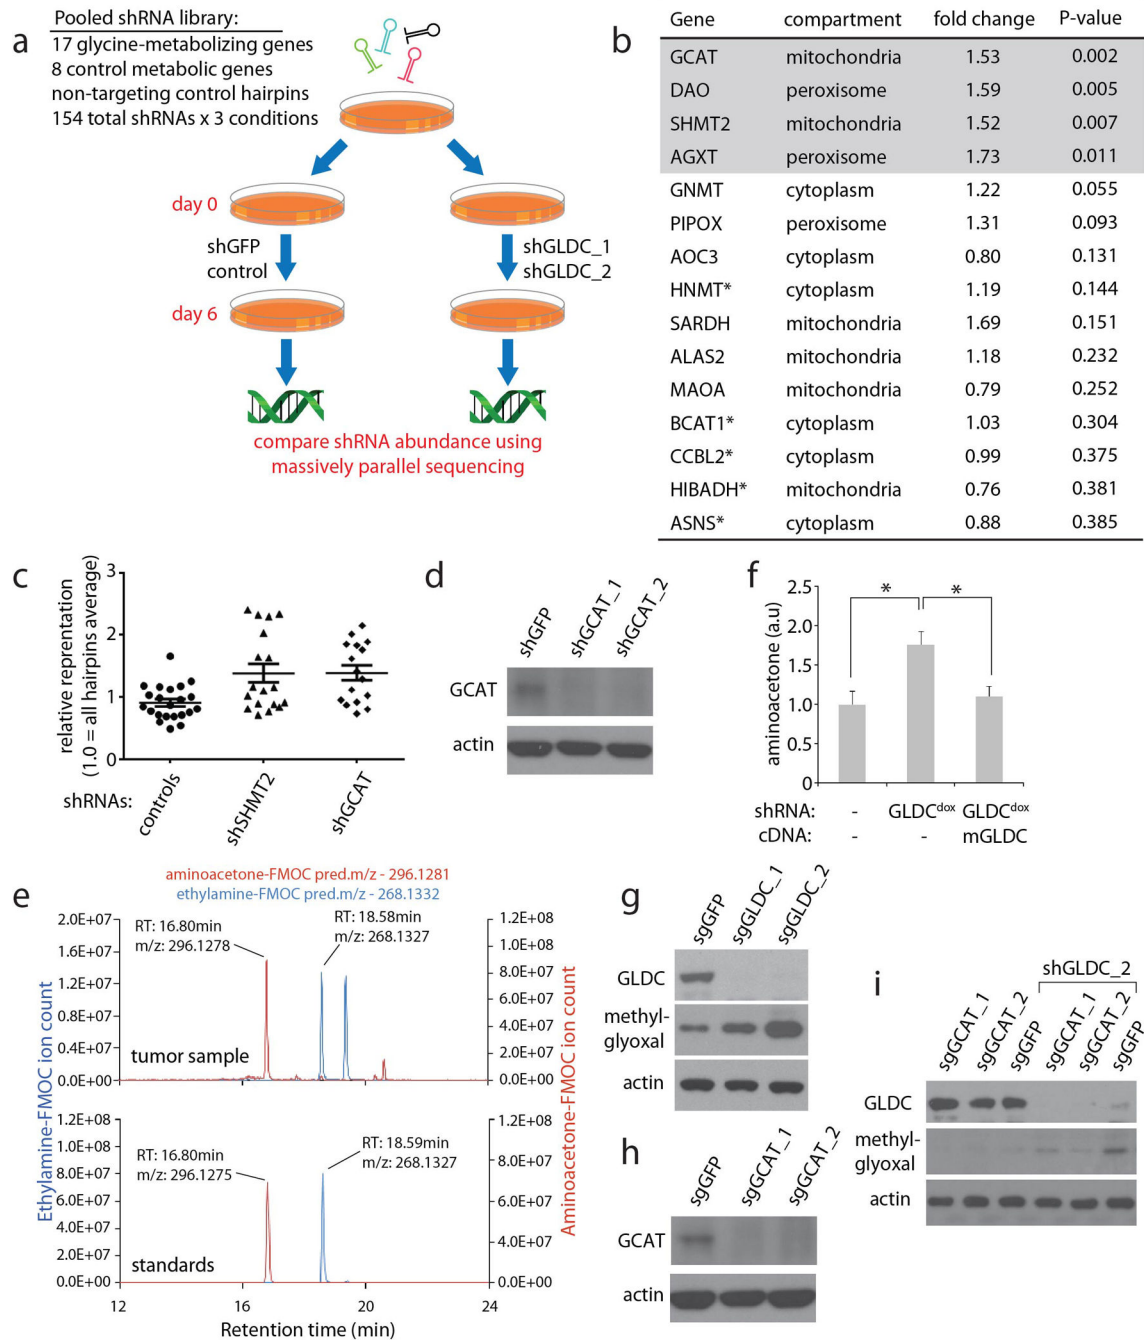 a
Pooled shRNA library:
17 glycine-metabolizing genes
8 control metabolic genes
non-targeting control hairpins
154 total shRNAs x 3 conditions
day 0
shGFP
control
shGLDC_1
shGLDC_2
day 6
compare shRNA abundance using
massively parallel sequencing
b
Gene compartment fold change P-value
GCAT mitochondria 1.53 0.002
DAO peroxisome 1.59 0.005
SHMT2 mitochondria 1.52 0.007
AGXT peroxisome 1.73 0.011
GNMT cytoplasm 1.22 0.055
PIPOX peroxisome 1.31 0.093
AOC3 cytoplasm 0.80 0.131
HNMT* cytoplasm 1.19 0.144
SARDH mitochondria 1.69 0.151
ALAS2 mitochondria 1.18 0.232
MAOA mitochondria 0.79 0.252
BCAT1* cytoplasm 1.03 0.304
CCBL2* cytoplasm 0.99 0.375
HIBADH* mitochondria 0.76 0.381
ASNS* cytoplasm 0.88 0.385
c
relative reprentation
(1.0 = all hairpins average)
3
2
1
0
shRNAs:
controls
shSHMT2
shGCAT
d
shGFP
shGCAT_1
shGCAT_2
GCAT
actin
f
aminoacetone (a.u)
2.5
2.0
1.5
1.0
0.5
0
* *
shRNA: - GLDCdox GLDCdox
cDNA: - - mGLDC
e
aminoacetone-FMOC pred.m/z - 296.1281
ethylamine-FMOC pred.m/z - 268.1332
Ethylamine-FMOC ion count
Aminoacetone-FMOC ion count
2.0E+07
1.6E+07
1.2E+07
0.8E+07
0.4E+07
0.0E+00
RT: 16.80min
m/z: 296.1278
RT: 18.58min
m/z: 268.1327
tumor sample
1.2E+08
1.0E+08
8.0E+07
6.0E+07
4.0E+07
2.0E+07
0.0E+00
1.2E+08
1.0E+08
8.0E+07
6.0E+07
4.0E+07
2.0E+07
0.0E+00
RT: 16.80min
m/z: 296.1275
RT: 18.59min
m/z: 268.1327
standards
1.2E+08
1.0E+08
8.0E+07
6.0E+07
4.0E+07
2.0E+07
0.0E+00
12 16 20 24
Retention time (min)
g
sgGFP
sgGLDC_1
sgGLDC_2
GLDC
methyl-
glyoxal
actin
h
sgGFP
sgGCAT_1
sgGCAT_2
GCAT
actin
i
shGLDC_2
sgGCAT_1
sgGCAT_2
sgGFP
sgGCAT_1
sgGCAT_2
sgGFP
GLDC
methyl-
glyoxal
actin